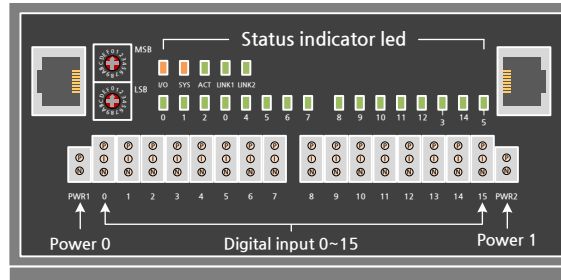 MSB
Status indicator led
LSB
I/O SYS ACT LINK1 LINK2
0 1 2 0 4 5 6 7 8 9 10 11 12 3 14 5
P P P P P P P P P P P P P P P P P P
N N N N N N N N N N N N N N N N N N
PWR1 0 1 2 3 4 5 6 7 8 9 10 11 12 13 14 15 PWR2
Power 0 Digital input 0~15 Power 1